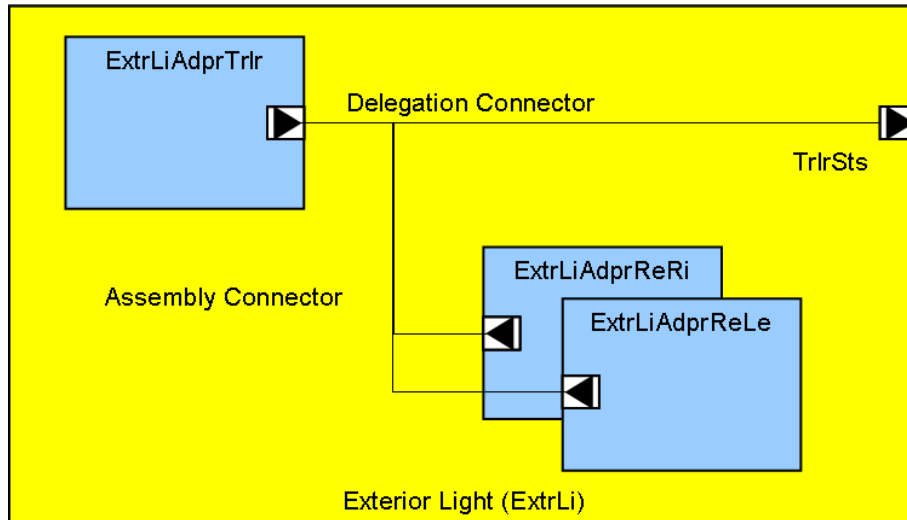 ExtrLiAdprTrlr
Delegation Connector
TrlrSts
ExtrLiAdprReRi
Assembly Connector
ExtrLiAdprReLe
Exterior Light (ExtrLi)